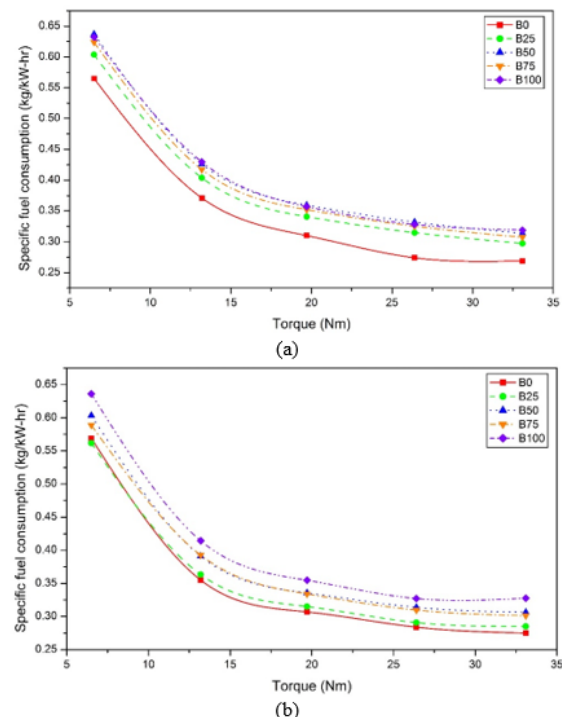 0.65
0.60
0.55
0.50
0.45
0.40
0.35
0.30
0.25
Specific fuel consumption (kg/kW-hr)
B0
B25
B50
B75
B100
5 10 15 20 25 30 35
Torque (Nm)
(a)
0.65
0.60
0.55
0.50
0.45
0.40
0.35
0.30
0.25
Specific fuel consumption (kg/kW-hr)
B0
B25
B50
B75
B100
5 10 15 20 25 30 35
Torque (Nm)
(b)